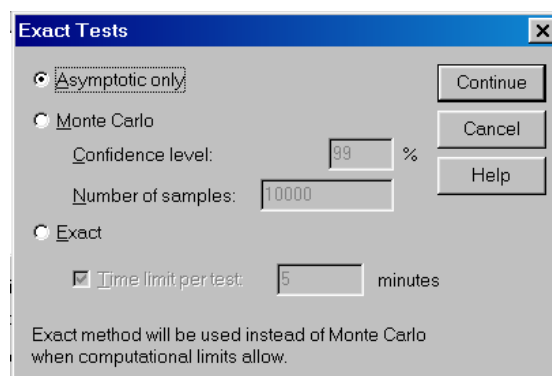 Exact Tests
Asymptotic only
Continue
Monte Carlo
Cancel
Confidence level: 99 %
Help
Number of samples: 10000
Exact
Time limit per test: 5 minutes
Exact method will be used instead of Monte Carlo
when computational limits allow.